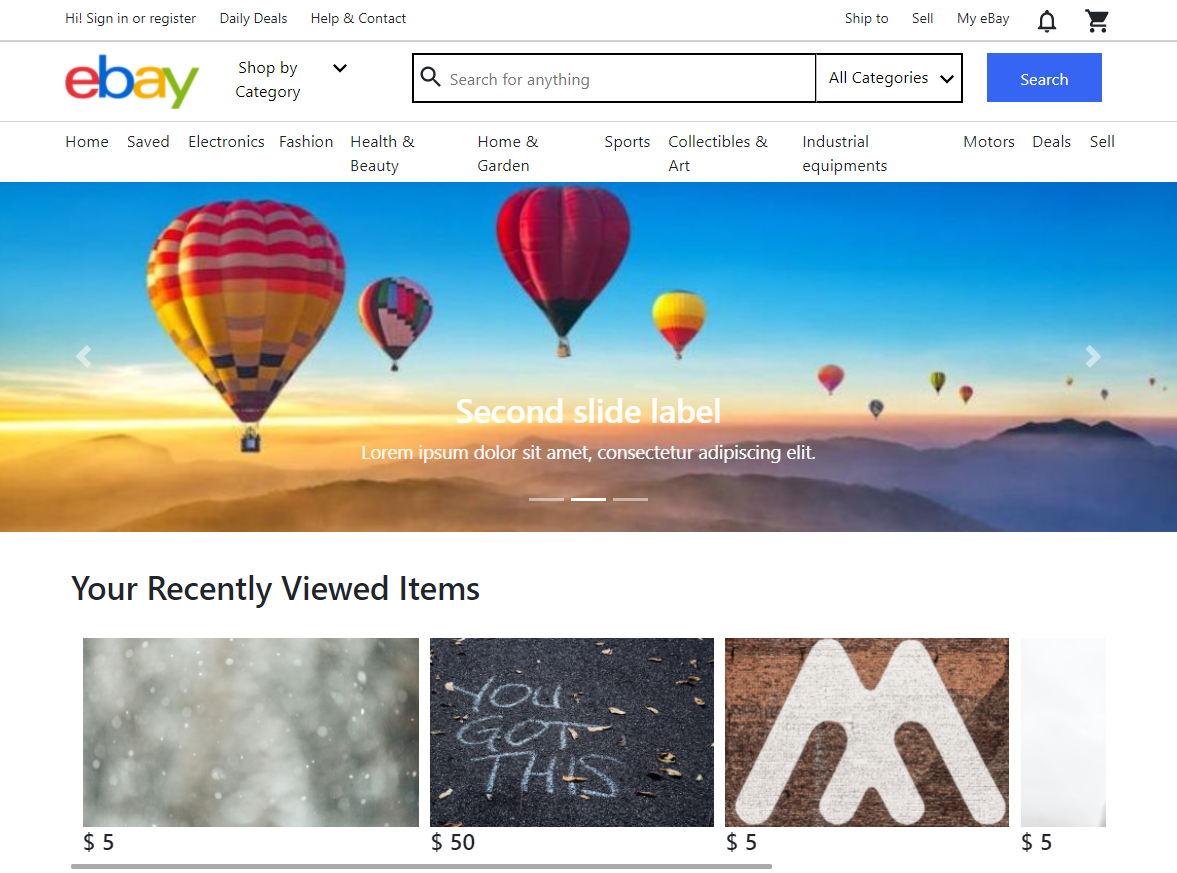 Hi! Sign in or register Daily Deals Help & Contact Ship to Sell My eBay
ebay Shop by Category Search for anything All Categories Search
Home Saved Electronics Fashion Health & Beauty Home & Garden Sports Collectibles & Art Industrial equipments Motors Deals Sell
Second slide label
Lorem ipsum dolor sit amet, consectetur adipiscing elit.
Your Recently Viewed Items
YOU
GOT
THIS
$ 5 $ 50 $ 5 $ 5